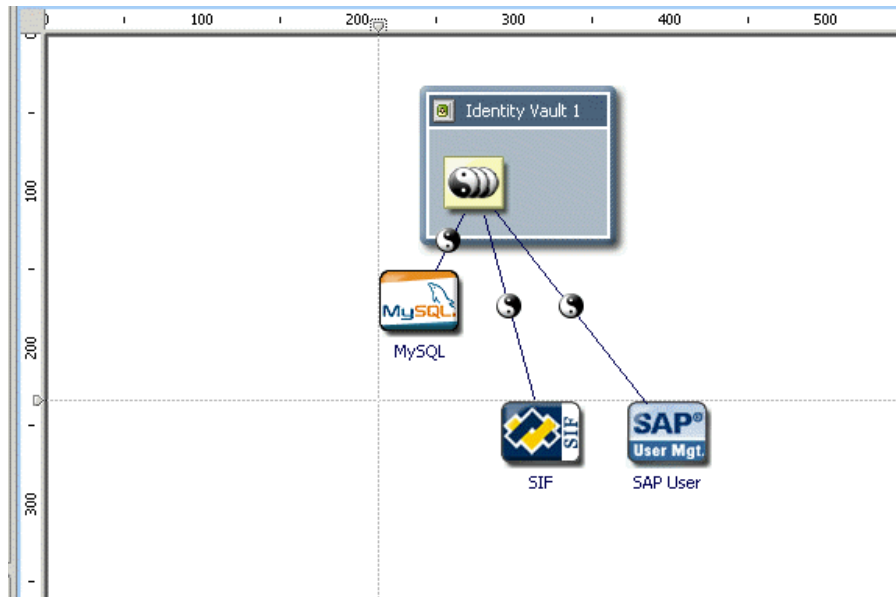 0 100 200 300 400 500
Identity Vault 1
100
MySQL
MySQL
200
SAP®
SIF
User Mgt.
SIF
SAP User
300